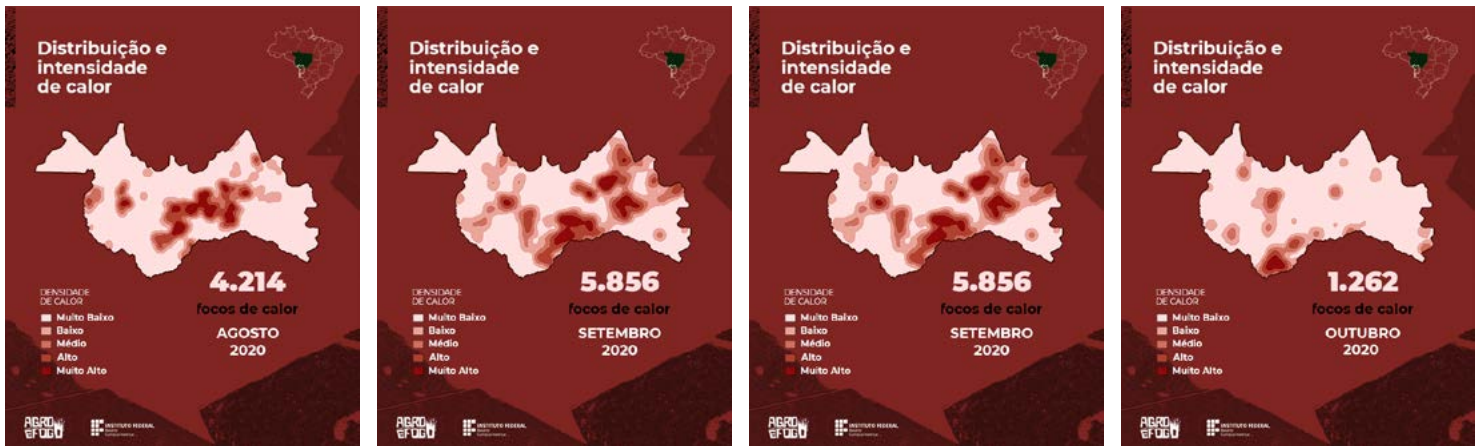 Distribuição e
intensidade
de calor
4.214
focos de calor
AGOSTO
2020
DENSIDADE
DE CALOR
Muito Baixo
Baixo
Médio
Alto
Muito Alto
AGRO
É FOGO
INSTITUTO FEDERAL
Distribuição e
intensidade
de calor
5.856
focos de calor
SETEMBRO
2020
DENSIDADE
DE CALOR
Muito Baixo
Baixo
Médio
Alto
Muito Alto
AGRO
É FOGO
INSTITUTO FEDERAL
Distribuição e
intensidade
de calor
5.856
focos de calor
SETEMBRO
2020
DENSIDADE
DE CALOR
Muito Baixo
Baixo
Médio
Alto
Muito Alto
AGRO
É FOGO
INSTITUTO FEDERAL
Distribuição e
intensidade
de calor
1.262
focos de calor
OUTUBRO
2020
DENSIDADE
DE CALOR
Muito Baixo
Baixo
Médio
Alto
Muito Alto
AGRO
É FOGO
INSTITUTO FEDERAL